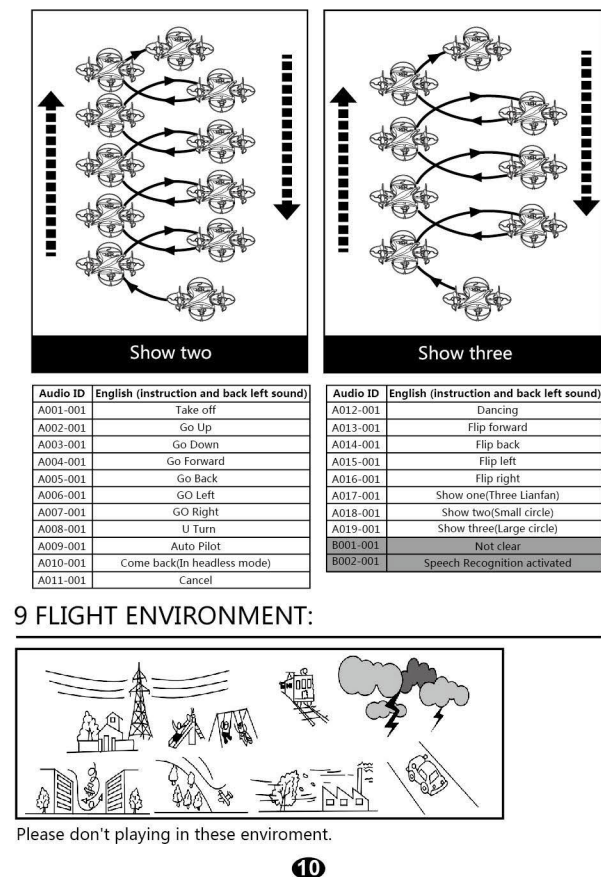 Show two
Show three
Audio ID English (instruction and back left sound)
A001-001 Take off
A002-001 Go Up
A003-001 Go Down
A004-001 Go Forward
A005-001 Go Back
A006-001 GO Left
A007-001 GO Right
A008-001 U Turn
A009-001 Auto Pilot
A010-001 Come back(In headless mode)
A011-001 Cancel
Audio ID English (instruction and back left sound)
A012-001 Dancing
A013-001 Flip forward
A014-001 Flip back
A015-001 Flip left
A016-001 Flip right
A017-001 Show one(Three Lianfan)
A018-001 Show two(Small circle)
A019-001 Show three(Large circle)
B001-001 Not clear
B002-001 Speech Recognition activated
9 FLIGHT ENVIRONMENT:
Please don't playing in these enviroment.
10